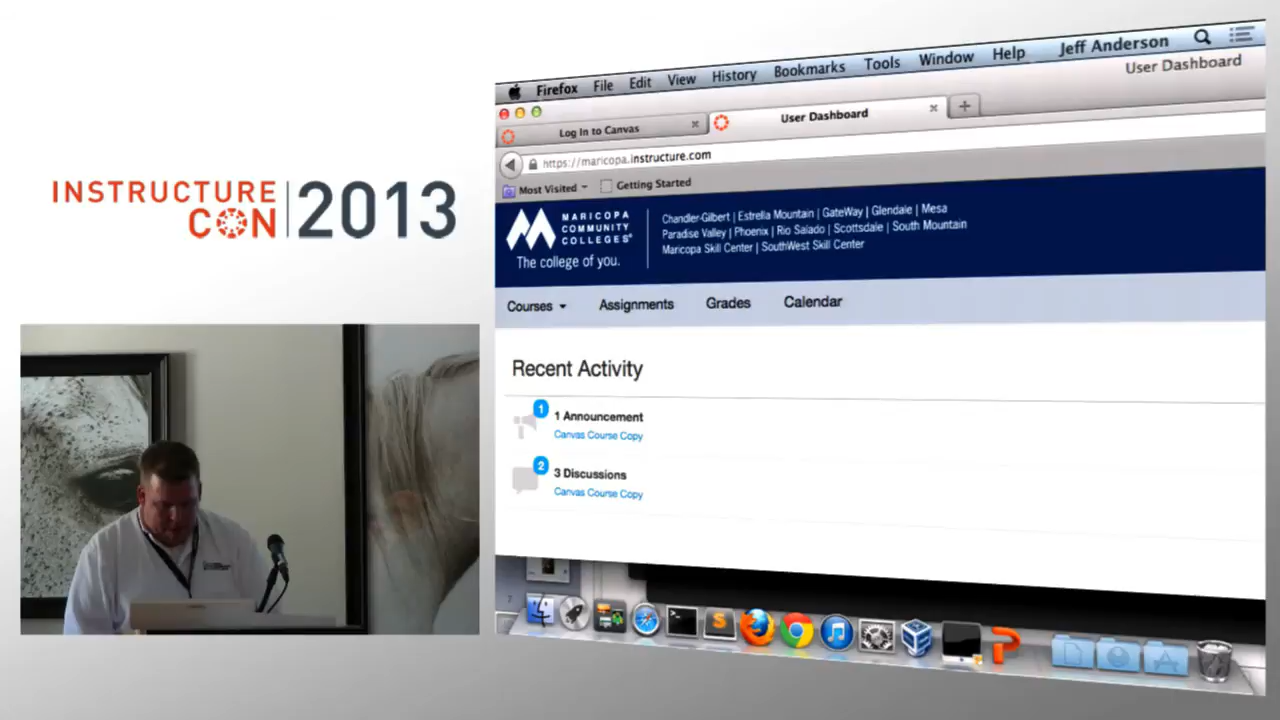 INSTRUCTURE
CON
2013
Firefox File Edit View History Bookmarks Tools Window Help Jeff Anderson
User Dashboard
Log In to Canvas
User Dashboard
https://maricopa.instructure.com
Most Visited
Getting Started
MARICOPA
COMMUNITY
COLLEGES®
The college of you.
Chandler-Gilbert | Estrella Mountain | GateWay | Glendale | Mesa
Paradise Valley | Phoenix | Rio Salado | Scottsdale | South Mountain
Maricopa Skill Center | SouthWest Skill Center
Courses Assignments Grades Calendar
Recent Activity
1
1 Announcement
Canvas Course Copy
2
3 Discussions
Canvas Course Copy